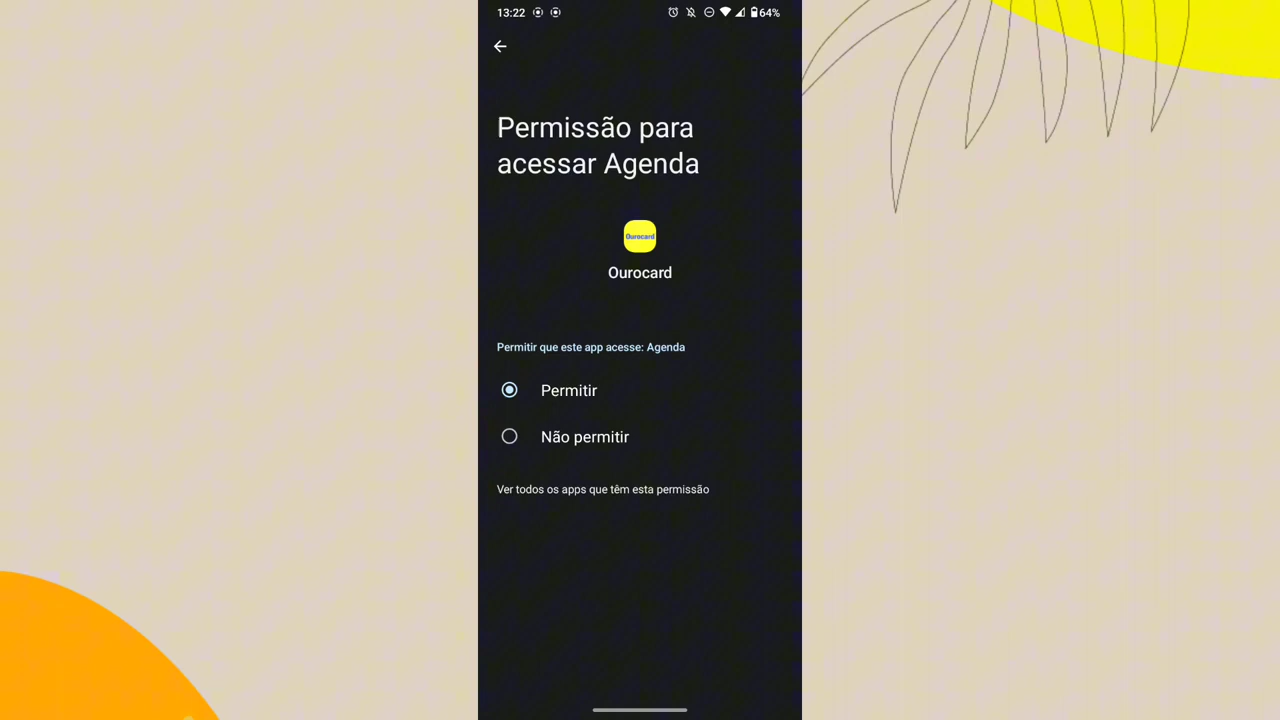 13:22
64%
Permissão para
acessar Agenda
Ourocard
Ourocard
Permitir que este app acesse: Agenda
Permitir
Não permitir
Ver todos os apps que têm esta permissão